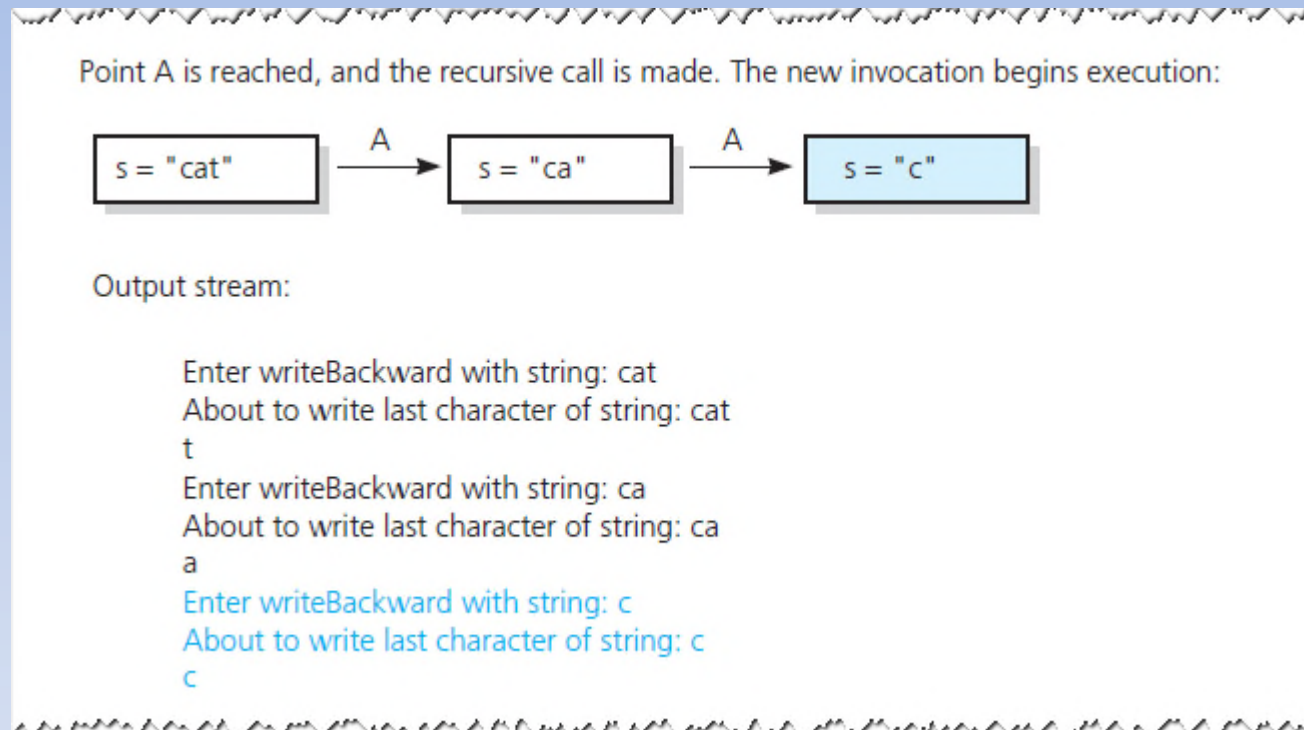 Point A is reached, and the recursive call is made. The new invocation begins execution:
A A
s = "cat" s = "ca" s = "c"
Output stream:
Enter writeBackward with string: cat
About to write last character of string: cat
t
Enter writeBackward with string: ca
About to write last character of string: ca
a
Enter writeBackward with string: c
About to write last character of string: c
c